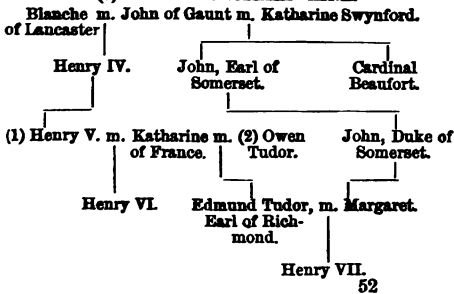 Blanche m. John of Gaunt m. Katharine Swynford.
of Lancaster
Henry IV. John, Earl of Cardinal
Somerset. Beaufort.
(1) Henry V. m. Katharine m. (2) Owen John, Duke of
of France. Tudor. Somerset.
Henry VI. Edmund Tudor, m. Margaret.
Earl of Rich-
mond.
Henry VII.
52